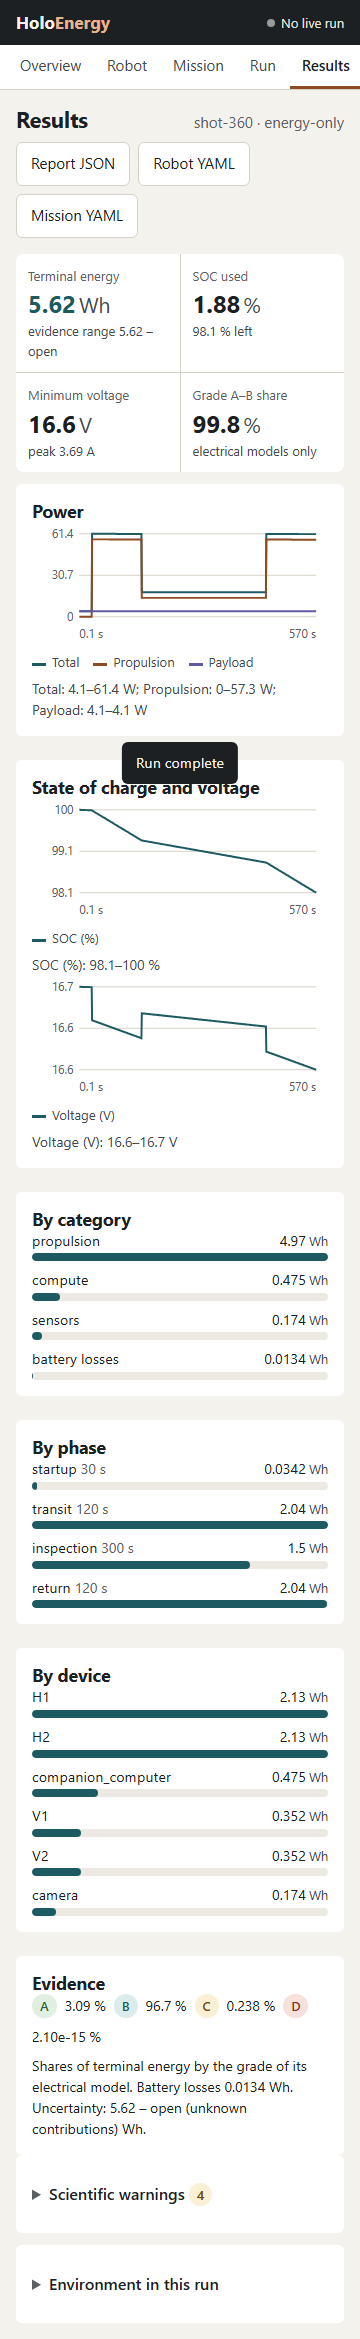 HoloEnergy
No live run
Overview Robot Mission Run Results
Results
shot-360 · energy-only
Report JSON
Robot YAML
Mission YAML
Terminal energy
5.62 Wh
evidence range 5.62 –
open
SOC used
1.88 %
98.1 % left
Minimum voltage
16.6 V
peak 3.69 A
Grade A–B share
99.8 %
electrical models only
Power
61.4
30.7
0
0.1 s
570 s
Total Propulsion Payload
Total: 4.1–61.4 W; Propulsion: 0–57.3 W;
Payload: 4.1–4.1 W
Run complete
State of charge and voltage
100
99.1
98.1
0.1 s
570 s
SOC (%)
SOC (%): 98.1–100 %
16.7
16.6
16.6
0.1 s
570 s
Voltage (V)
Voltage (V): 16.6–16.7 V
By category
propulsion 4.97 Wh
compute 0.475 Wh
sensors 0.174 Wh
battery losses 0.0134 Wh
By phase
startup 30 s 0.0342 Wh
transit 120 s 2.04 Wh
inspection 300 s 1.5 Wh
return 120 s 2.04 Wh
By device
H1 2.13 Wh
H2 2.13 Wh
companion_computer 0.475 Wh
V1 0.352 Wh
V2 0.352 Wh
camera 0.174 Wh
Evidence
A 3.09 % B 96.7 % C 0.238 % D
2.10e-15 %
Shares of terminal energy by the grade of its
electrical model. Battery losses 0.0134 Wh.
Uncertainty: 5.62 – open (unknown
contributions) Wh.
Scientific warnings 4
Environment in this run